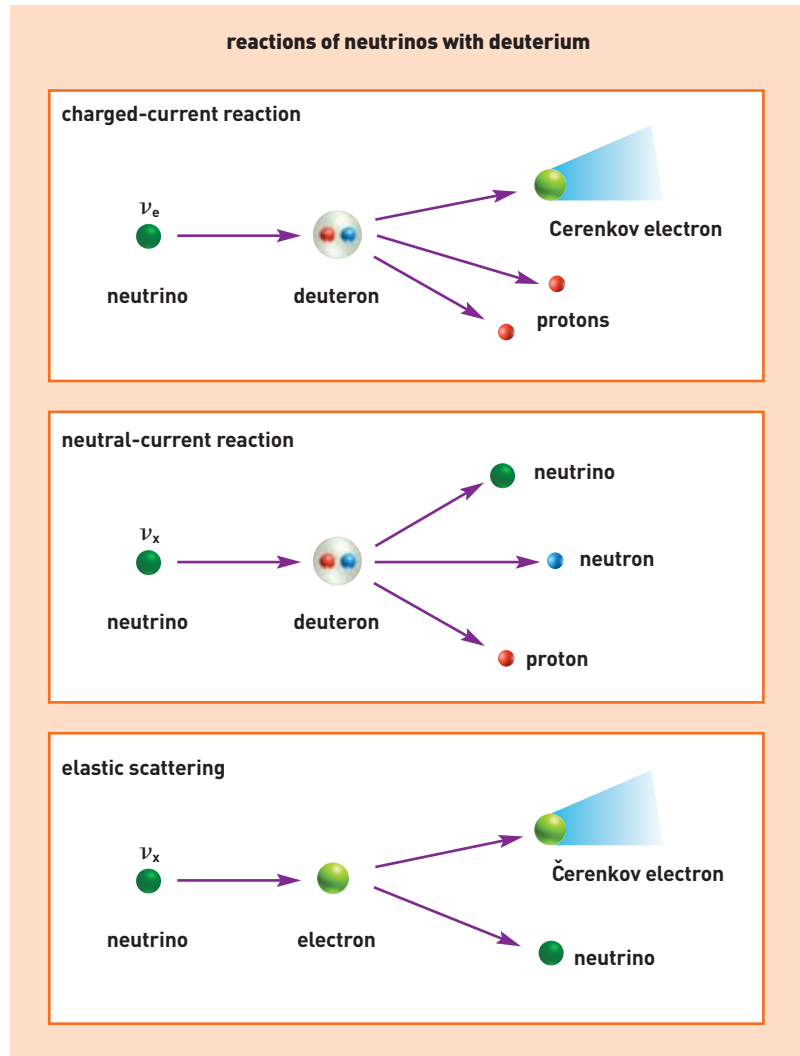 reactions of neutrinos with deuterium
charged-current reaction
νe
Cerenkov electron
neutrino
deuteron
protons
neutral-current reaction
neutrino
νx
neutron
neutrino
deuteron
proton
elastic scattering
νx
Čerenkov electron
neutrino
electron
neutrino